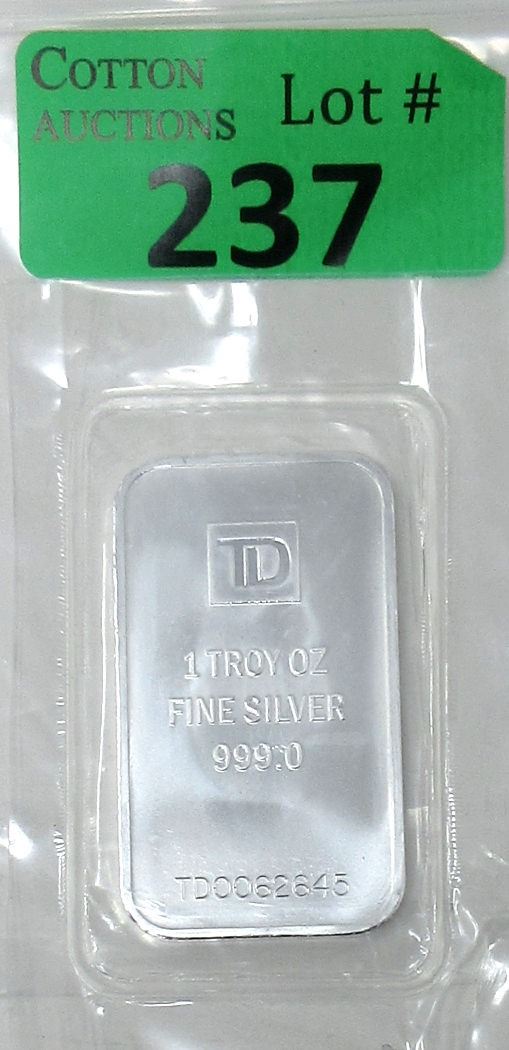 COTTON
AUCTIONS
Lot #
237
TD
1 TROY OZ
FINE SILVER
999.0
TD0062645